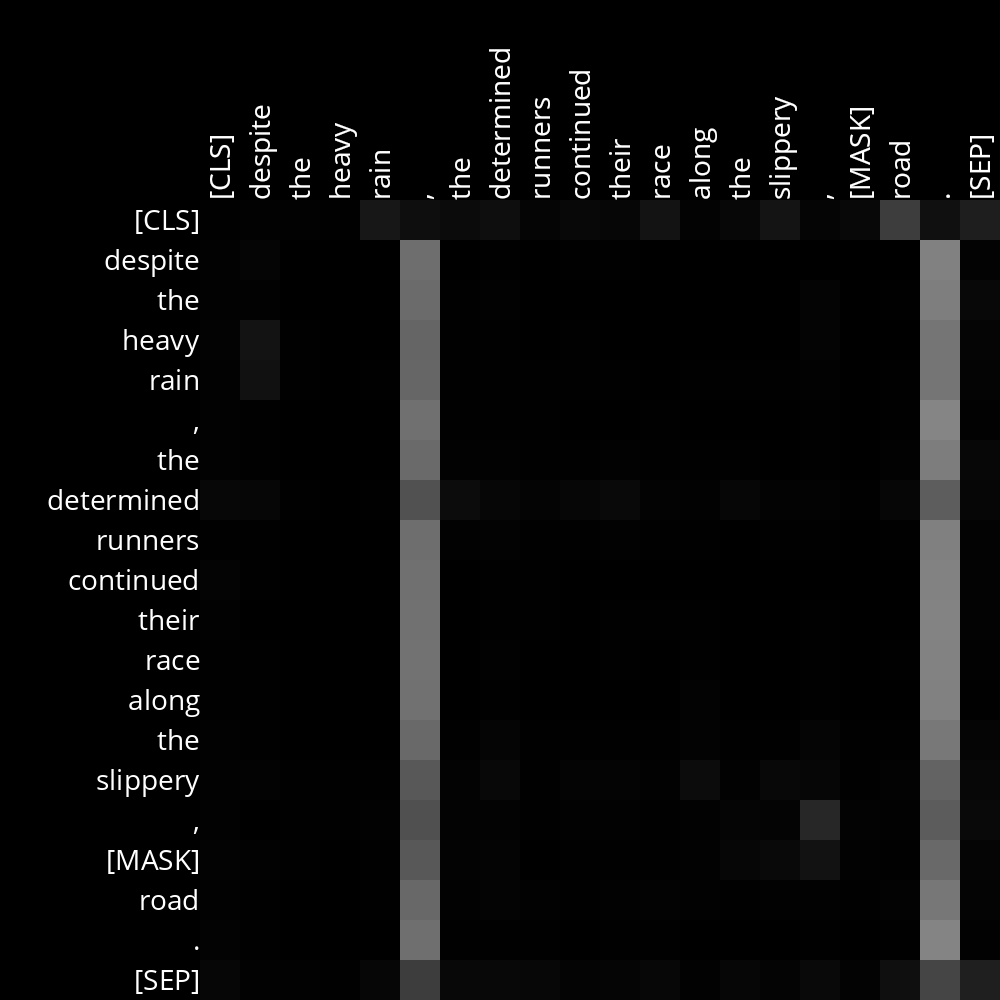 [CLS] despite the heavy rain , the determined runners continued their race along the slippery , [MASK] road . [SEP]
[CLS]
despite
the
heavy
rain
,
the
determined
runners
continued
their
race
along
the
slippery
,
[MASK]
road
.
[SEP]